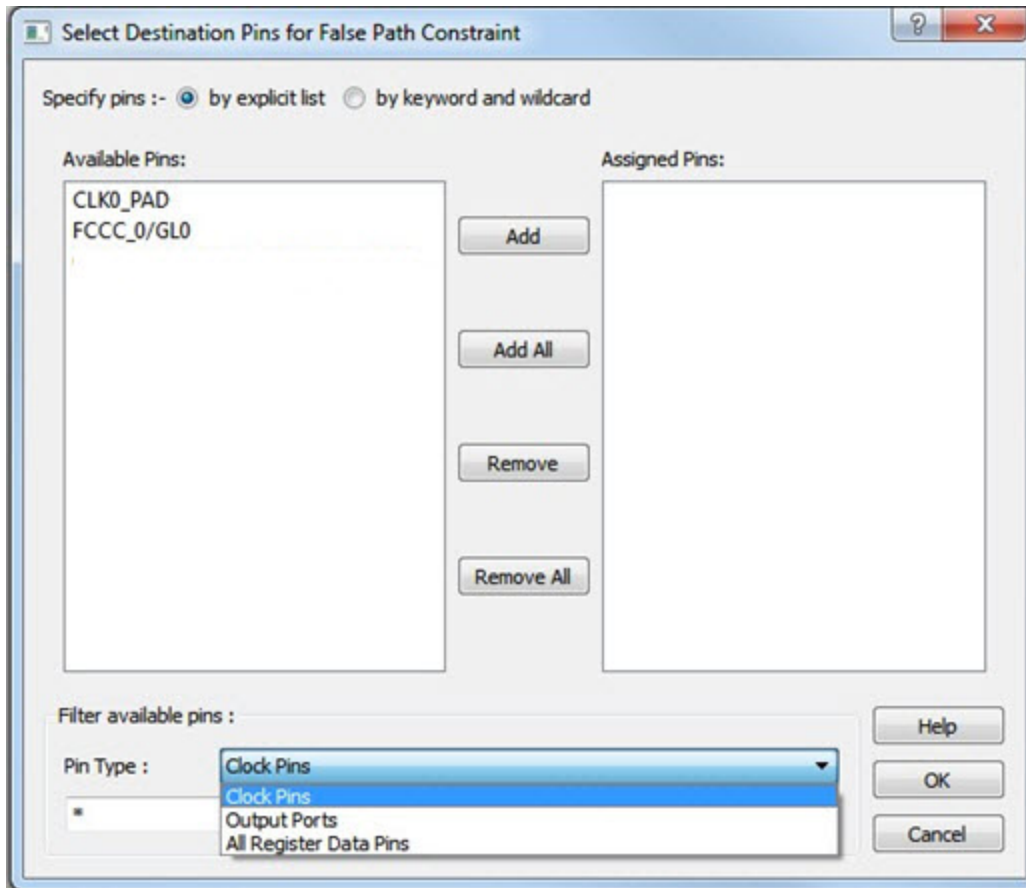 Select Destination Pins for False Path Constraint
?
Specify pins :- by explicit list by keyword and wildcard
Available Pins:
Assigned Pins:
CLK0_PAD
FCCC_0/GL0
Add
Add All
Remove
Remove All
Filter available pins :
Pin Type : Clock Pins
Clock Pins
*
Output Ports
All Register Data Pins
Help
OK
Cancel